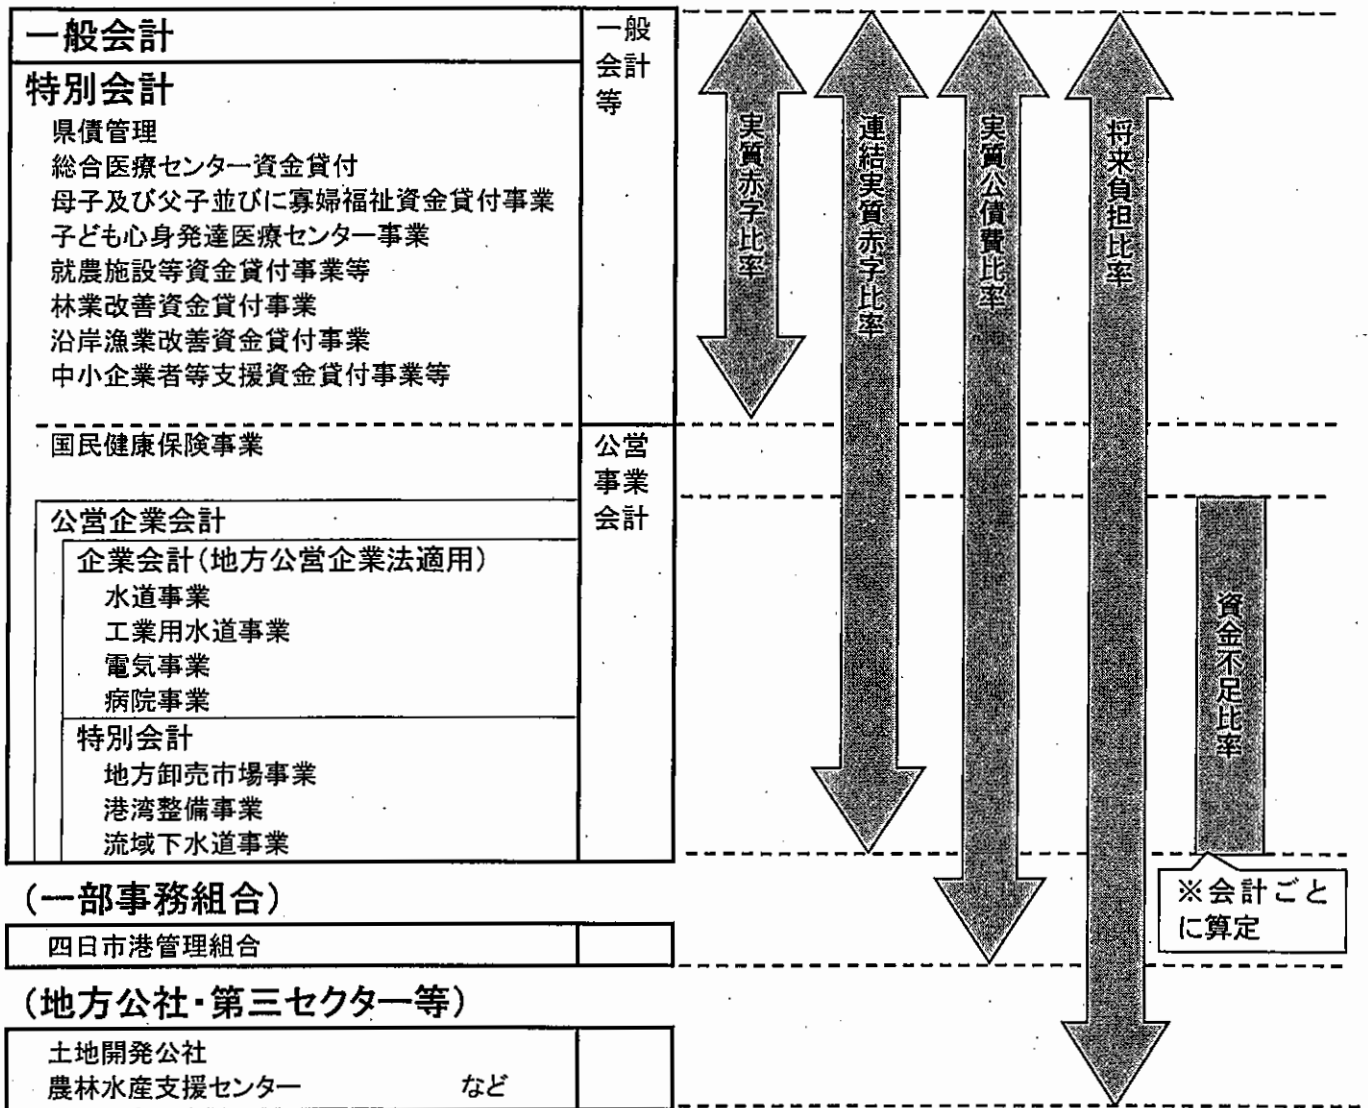 一般会計
特別会計
県債管理
総合医療センター資金貸付
母子及び父子並びに寡婦福祉資金貸付事業
子ども心身発達医療センター事業
就農施設等資金貸付事業等
林業改善資金貸付事業
沿岸漁業改善資金貸付事業
中小企業者等支援資金貸付事業等
国民健康保険事業
公営企業会計
企業会計(地方公営企業法適用)
水道事業
工業用水道事業
電気事業
病院事業
特別会計
地方卸売市場事業
港湾整備事業
流域下水道事業
一般
会計
等
公営
事業
会計
実質赤字比率
連結実質赤字比率
実質公債費比率
将来負担比率
資金不足比率
※会計ごと
に算定
(一部事務組合)
四日市港管理組合
(地方公社・第三セクター等)
土地開発公社
農林水産支援センター など